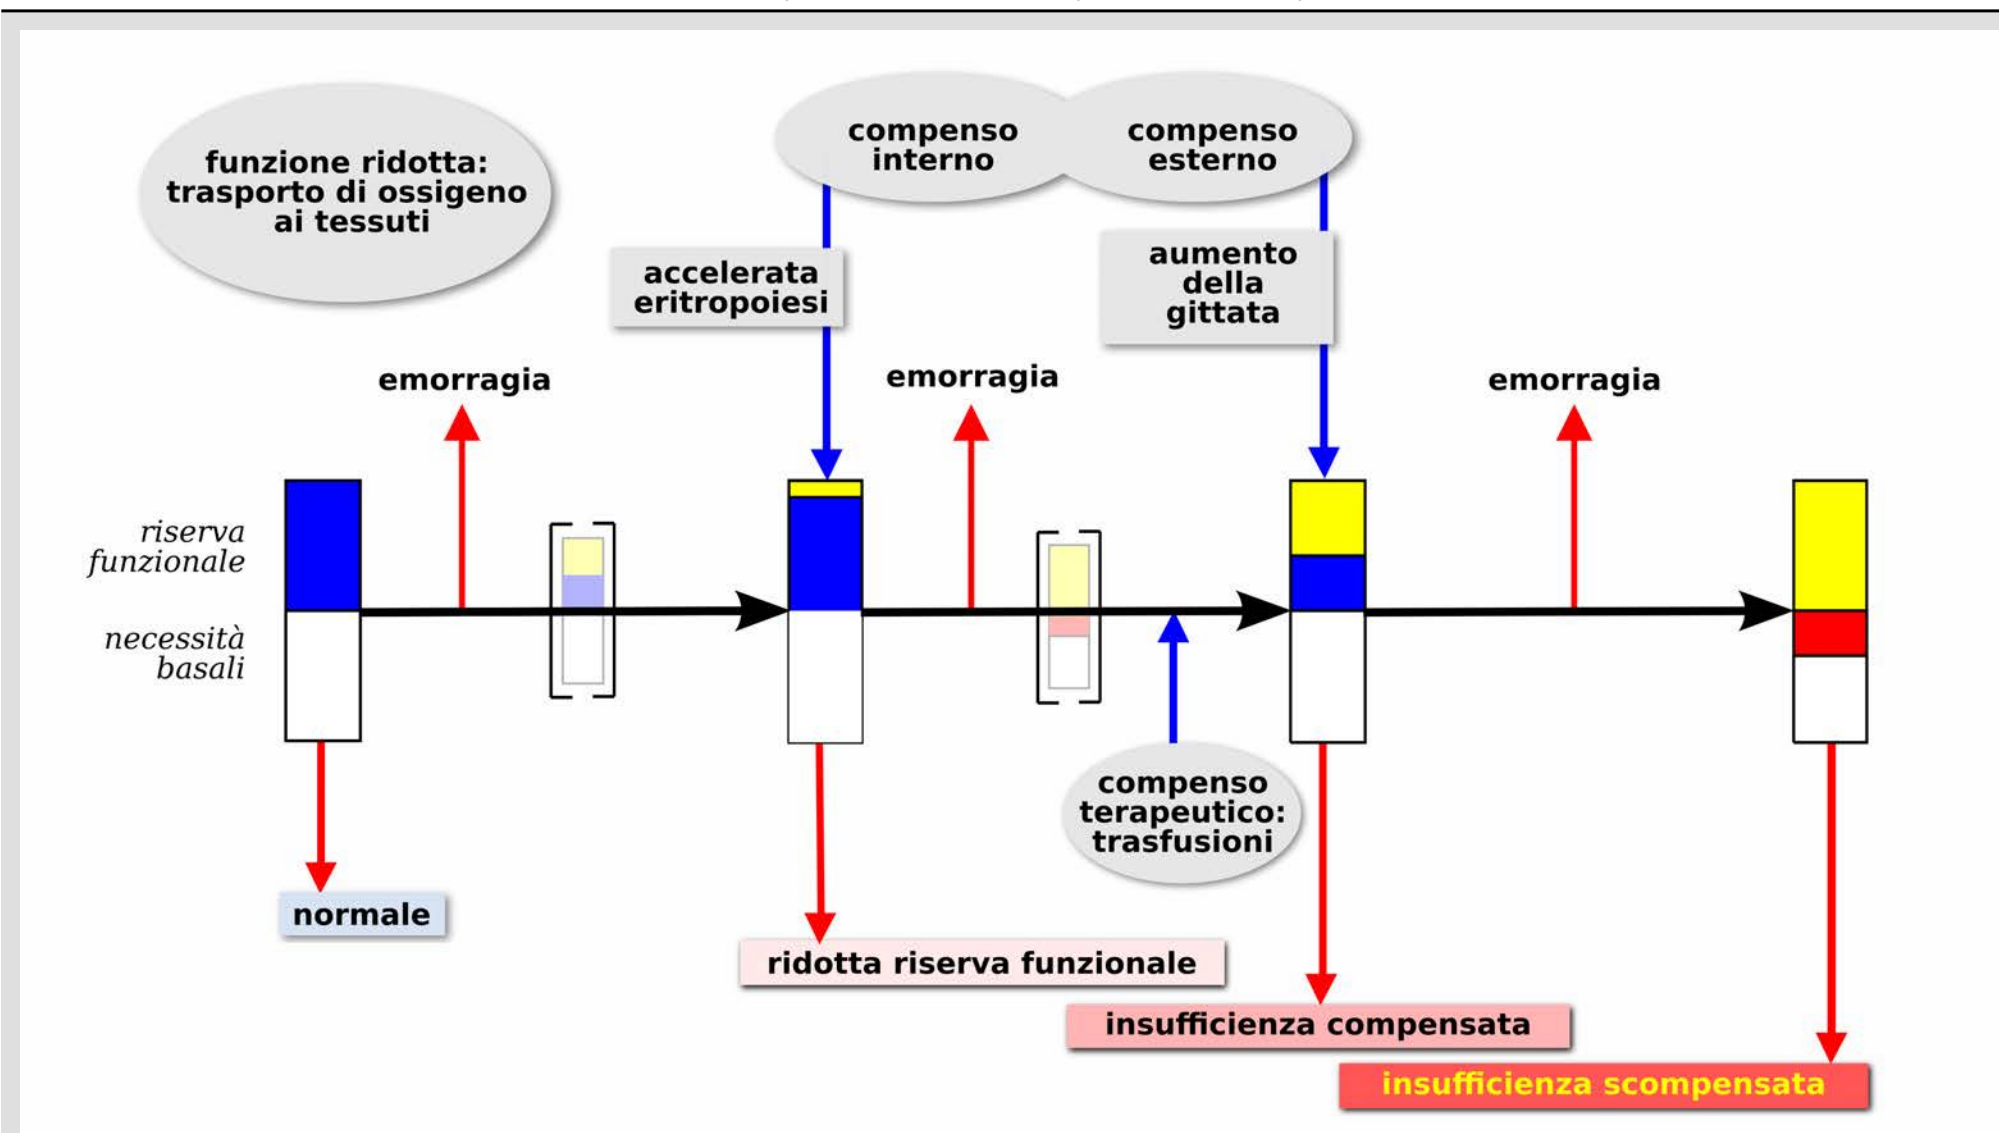 funzione ridotta:
trasporto di ossigeno
ai tessuti
compenso
interno
compenso
esterno
accelerata
eritropoiesi
aumento
della
gittata
emorragia
emorragia
emorragia
riserva
funzionale
necessità
basali
compenso
terapeutico:
trasfusioni
normale
ridotta riserva funzionale
insufficienza compensata
insufficienza scompensata